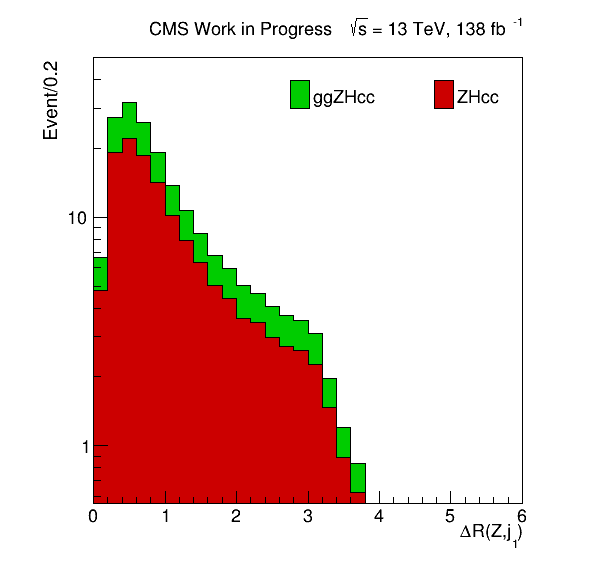 CMS Work in Progress √s = 13 TeV, 138 fb⁻¹
Event/0.2
ggZHcc ZHcc
10
1
0 1 2 3 4 5 6
ΔR(Z,j₁)